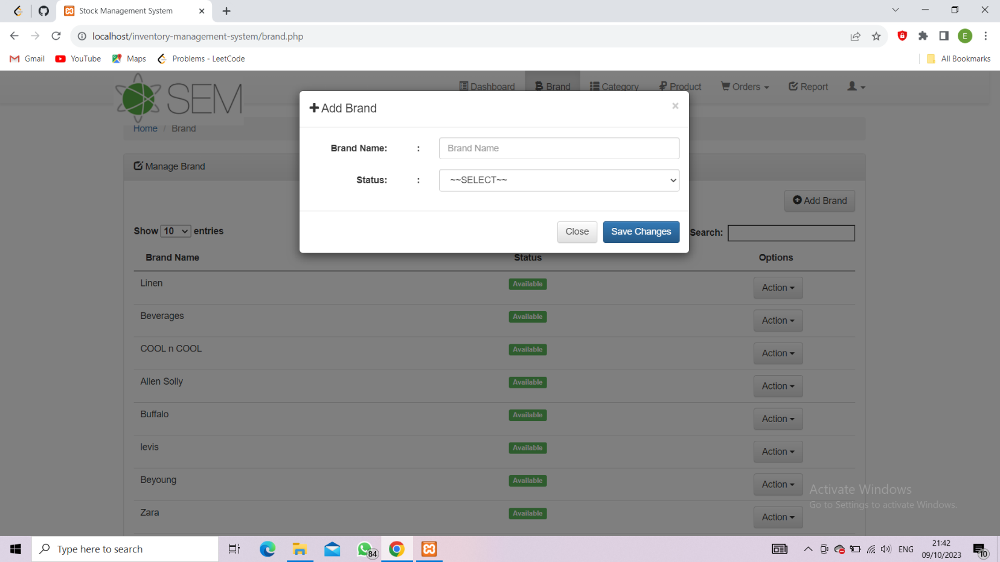 Stock Management System
localhost/inventory-management-system/brand.php
E
Gmail YouTube Maps Problems - LeetCode All Bookmarks
SEM
Dashboard Brand Category Product Orders Report
Home / Brand
Manage Brand
Add Brand
Brand Name: : Brand Name
Status: : ~~SELECT~~
Close Save Changes
Add Brand
Show 10 entries
Search:
Brand Name Status Options
Linen Available Action
Beverages Available Action
COOL n COOL Available Action
Allen Solly Available Action
Buffalo Available Action
levis Available Action
Beyoung Available Action
Zara Available Action
Activate Windows
Go to Settings to activate Windows.
Type here to search
84
ENG
21:42
09/10/2023
10